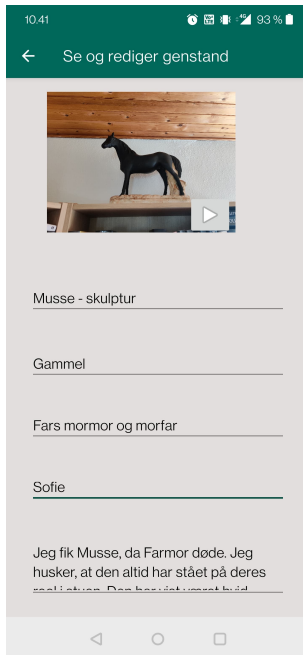 10.41
4G
93 %
Se og rediger genstand
Musse - skulptur
Gammel
Fars mormor og morfar
Sofie
Jeg fik Musse, da Farmor døde. Jeg
husker, at den altid har stået på deres